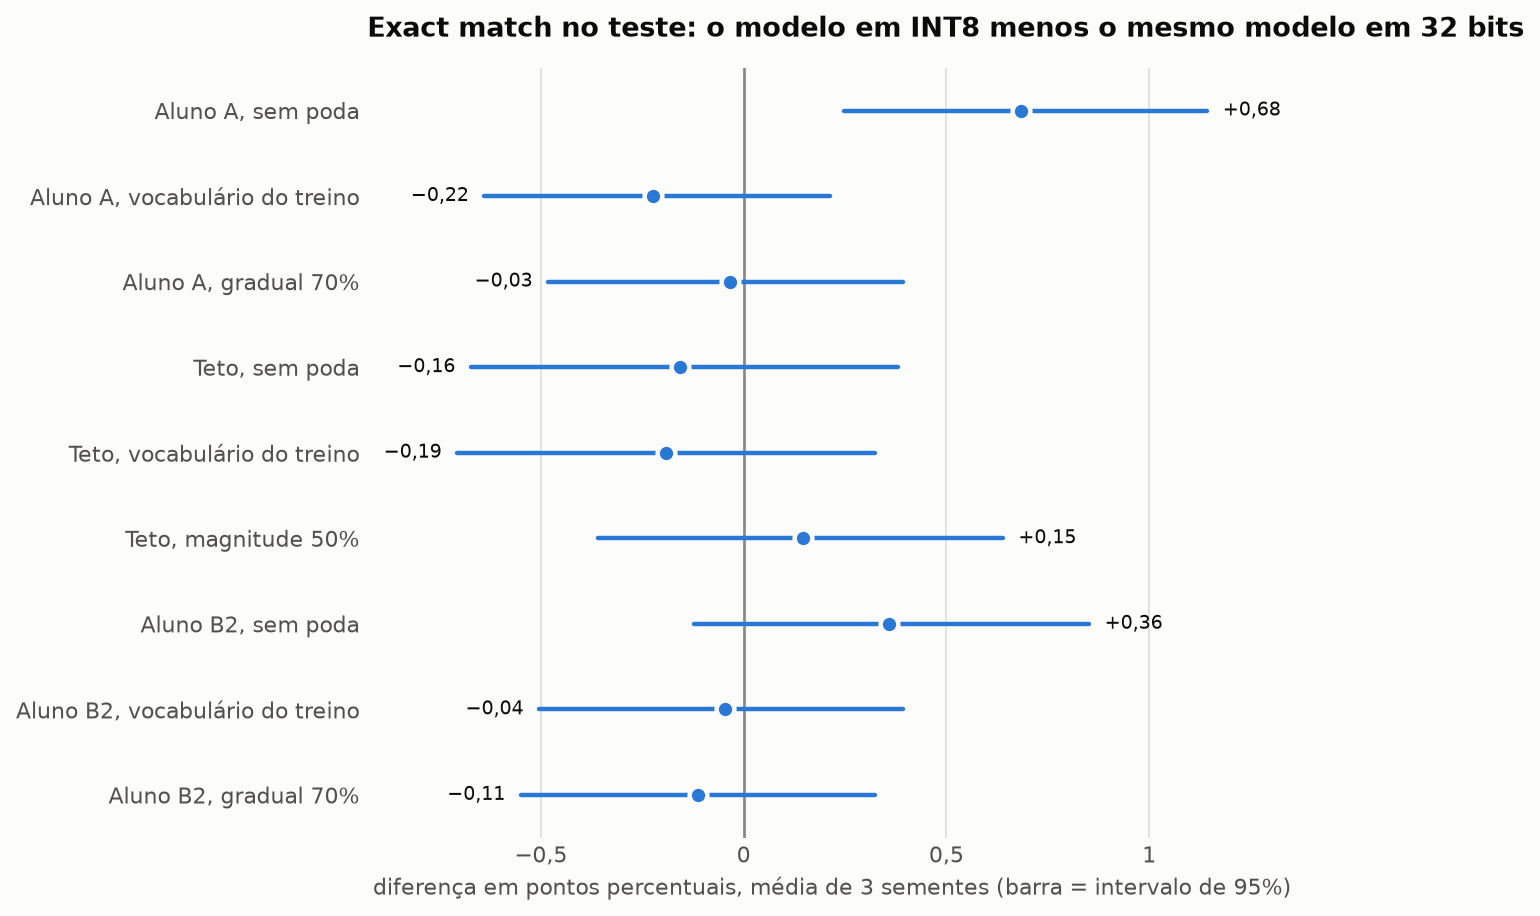 Exact match no teste: o modelo em INT8 menos o mesmo modelo em 32 bits
Aluno A, sem poda
+0,68
Aluno A, vocabulário do treino
−0,22
Aluno A, gradual 70%
−0,03
Teto, sem poda
−0,16
Teto, vocabulário do treino
−0,19
Teto, magnitude 50%
+0,15
Aluno B2, sem poda
+0,36
Aluno B2, vocabulário do treino
−0,04
Aluno B2, gradual 70%
−0,11
−0,5 0 0,5 1
diferença em pontos percentuais, média de 3 sementes (barra = intervalo de 95%)